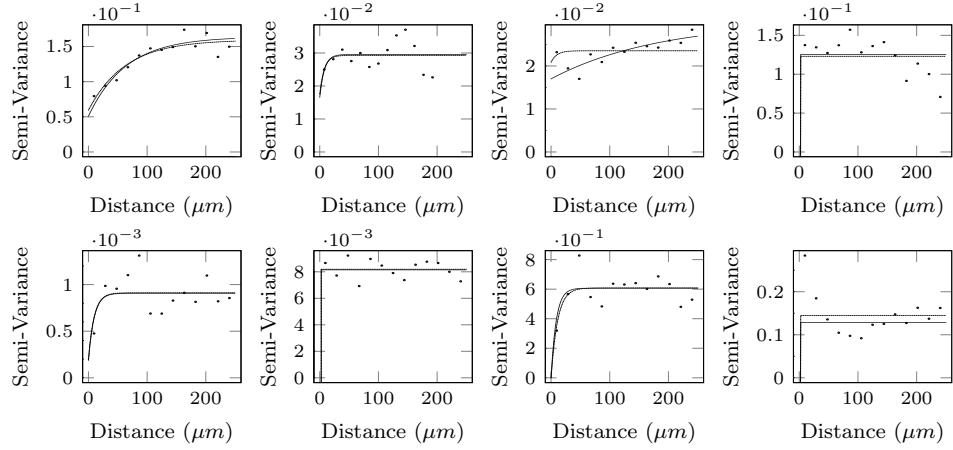 ·10⁻¹
Semi-Variance
1.5
1
0.5
0
0 100 200
Distance (μm)
·10⁻²
Semi-Variance
3
2
1
0
0 100 200
Distance (μm)
·10⁻²
Semi-Variance
2
1
0
0 100 200
Distance (μm)
·10⁻¹
Semi-Variance
1.5
1
0.5
0
0 100 200
Distance (μm)
·10⁻³
Semi-Variance
1
0.5
0
0 100 200
Distance (μm)
·10⁻³
Semi-Variance
8
6
4
2
0
0 100 200
Distance (μm)
·10⁻¹
Semi-Variance
8
6
4
2
0
0 100 200
Distance (μm)
Semi-Variance
0.2
0.1
0
0 100 200
Distance (μm)